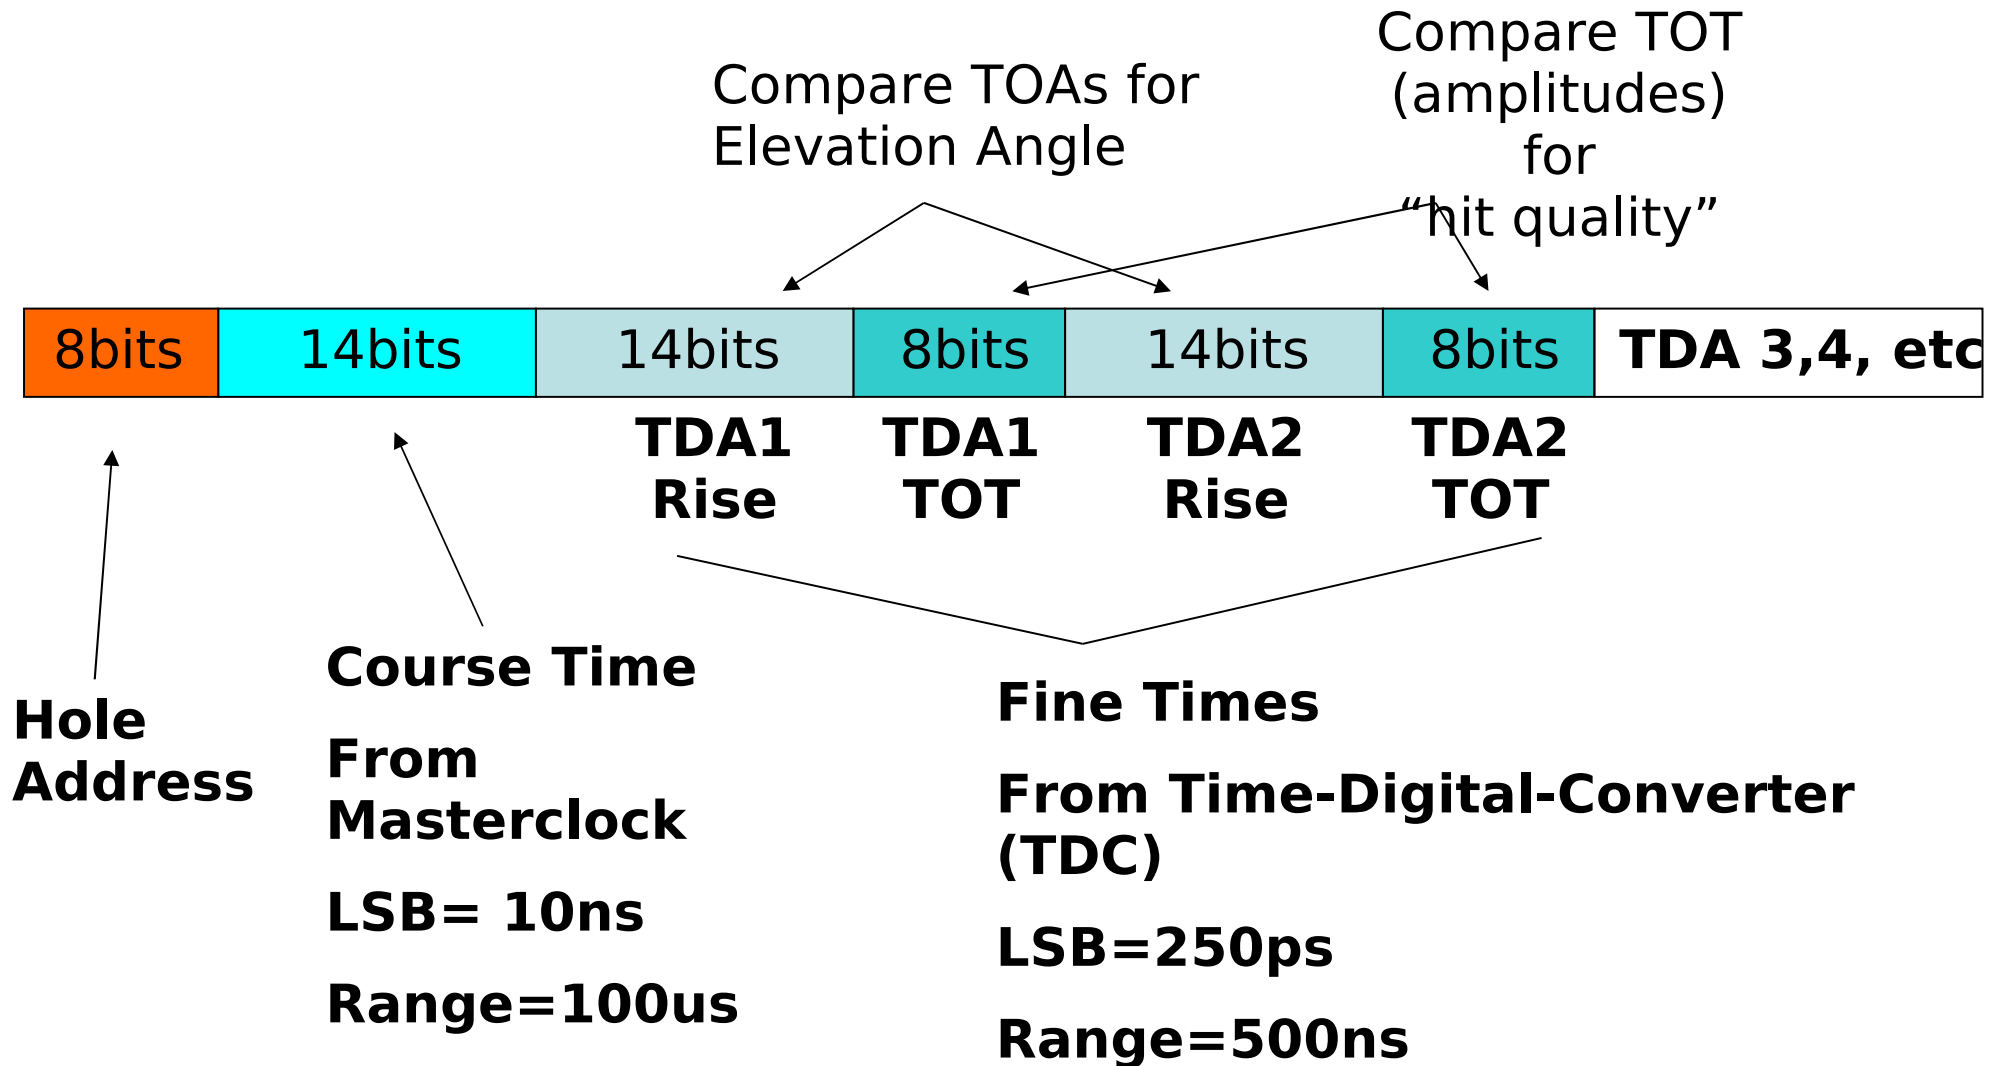 Compare TOAs for
Elevation Angle
Compare TOT
(amplitudes)
for
“hit quality”
8bits 14bits 14bits 8bits 14bits 8bits TDA 3,4, etc
TDA1 TDA1 TDA2 TDA2
Rise TOT Rise TOT
Hole
Address
Course Time
From
Masterclock
LSB= 10ns
Range=100us
Fine Times
From Time-Digital-Converter
(TDC)
LSB=250ps
Range=500ns